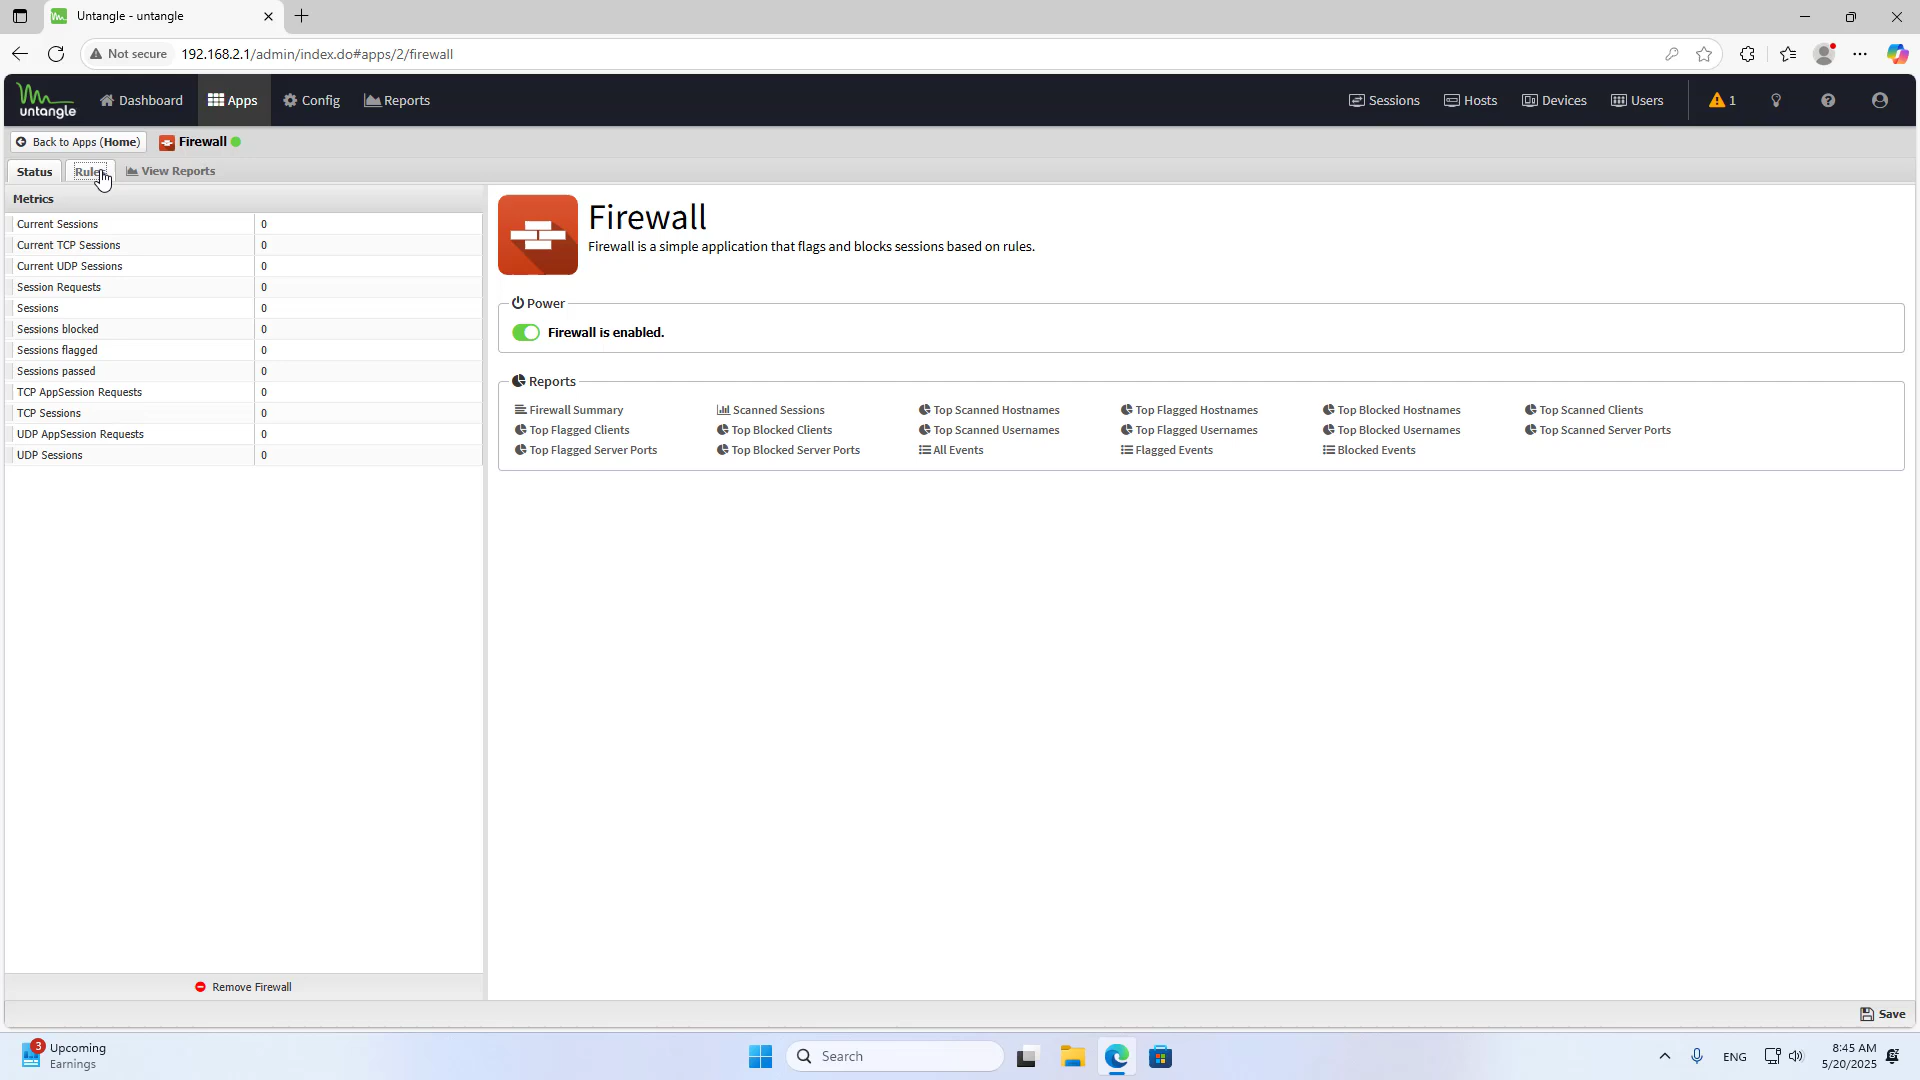 Untangle - untangle
Not secure 192.168.2.1/admin/index.do#apps/2/firewall
untangle Dashboard Apps Config Reports Sessions Hosts Devices Users 1
Back to Apps (Home) Firewall
Status Rules View Reports
Metrics
Current Sessions 0
Current TCP Sessions 0
Current UDP Sessions 0
Session Requests 0
Sessions 0
Sessions blocked 0
Sessions flagged 0
Sessions passed 0
TCP AppSession Requests 0
TCP Sessions 0
UDP AppSession Requests 0
UDP Sessions 0
Remove Firewall
Firewall
Firewall is a simple application that flags and blocks sessions based on rules.
Power
Firewall is enabled.
Reports
Firewall Summary Scanned Sessions Top Scanned Hostnames Top Flagged Hostnames Top Blocked Hostnames Top Scanned Clients
Top Flagged Clients Top Blocked Clients Top Scanned Usernames Top Flagged Usernames Top Blocked Usernames Top Scanned Server Ports
Top Flagged Server Ports Top Blocked Server Ports All Events Flagged Events Blocked Events
Save
3 Upcoming
Earnings
Search
ENG
8:45 AM
5/20/2025